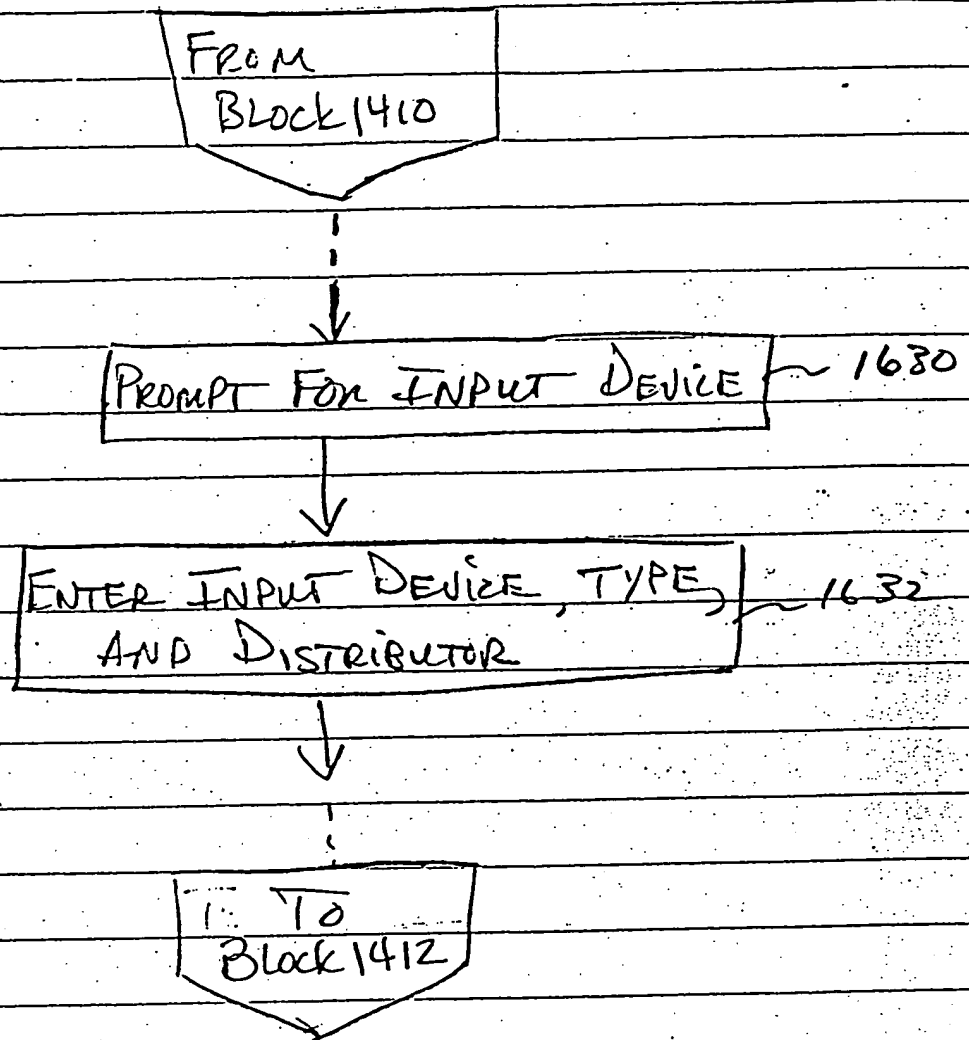 FROM
BLOCK 1410
PROMPT FOR INPUT DEVICE
1630
ENTER INPUT DEVICE, TYPE,
1632
AND DISTRIBUTOR
TO
BLOCK 1412